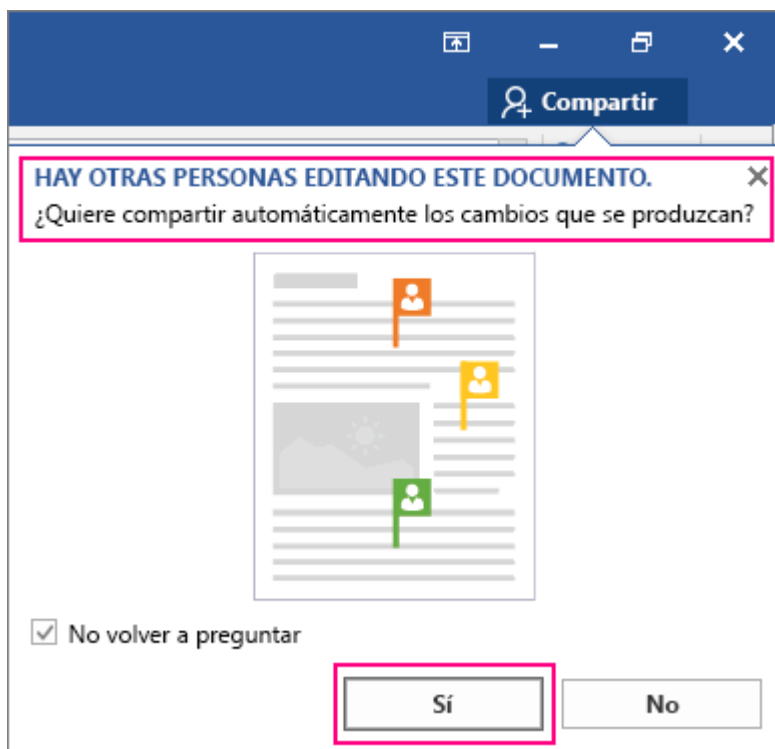 Compartir
HAY OTRAS PERSONAS EDITANDO ESTE DOCUMENTO.
¿Quiere compartir automáticamente los cambios que se produzcan?
No volver a preguntar
Sí No